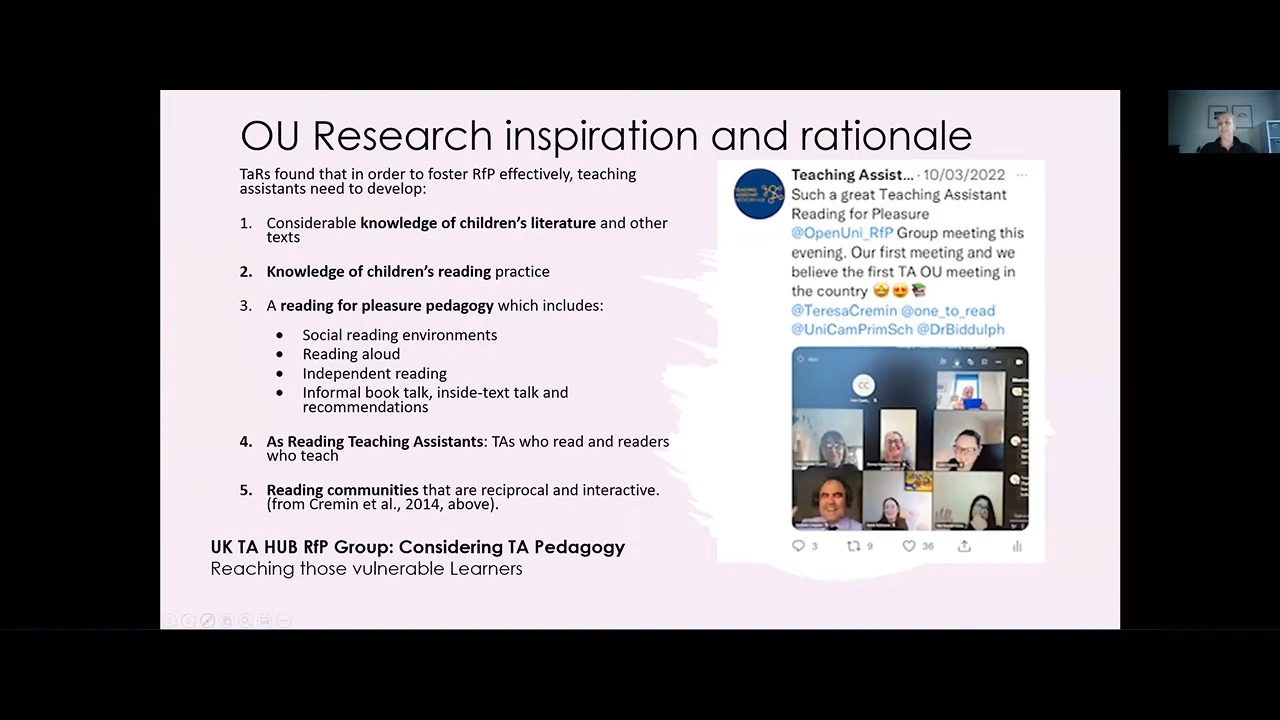 OU Research inspiration and rationale
TaRs found that in order to foster RfP effectively, teaching
assistants need to develop:
1. Considerable knowledge of children's literature and other
texts
2. Knowledge of children's reading practice
3. A reading for pleasure pedagogy which includes:
• Social reading environments
• Reading aloud
• Independent reading
• Informal book talk, inside-text talk and
recommendations
4. As Reading Teaching Assistants: TAs who read and readers
who teach
5. Reading communities that are reciprocal and interactive.
(from Cremin et al., 2014, above).
UK TA HUB RfP Group: Considering TA Pedagogy
Reaching those vulnerable Learners
Teaching Assist... · 10/03/2022 ...
Such a great Teaching Assistant
Reading for Pleasure
@OpenUni_RfP Group meeting this
evening. Our first meeting and we
believe the first TA OU meeting in
the country 🤩😍📚
@TeresaCremin @one_to_read
@UniCamPrimSch @DrBiddulph
CC
3 9 36